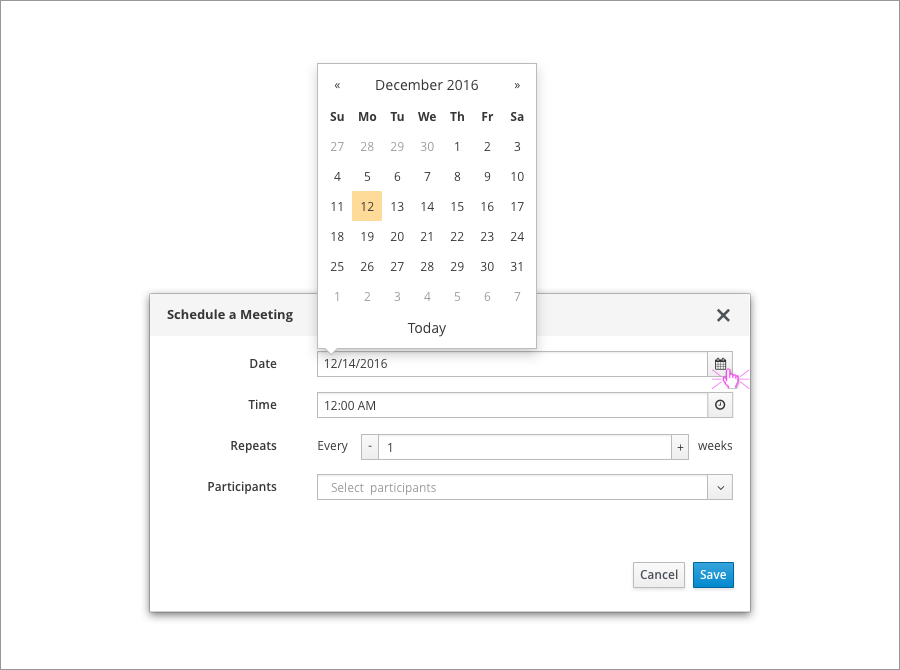 « December 2016 »
Su Mo Tu We Th Fr Sa
27 28 29 30 1 2 3
4 5 6 7 8 9 10
11 12 13 14 15 16 17
18 19 20 21 22 23 24
25 26 27 28 29 30 31
1 2 3 4 5 6 7
Today
Schedule a Meeting
Date 12/14/2016
Time 12:00 AM
Repeats Every - 1 + weeks
Participants Select participants
Cancel Save